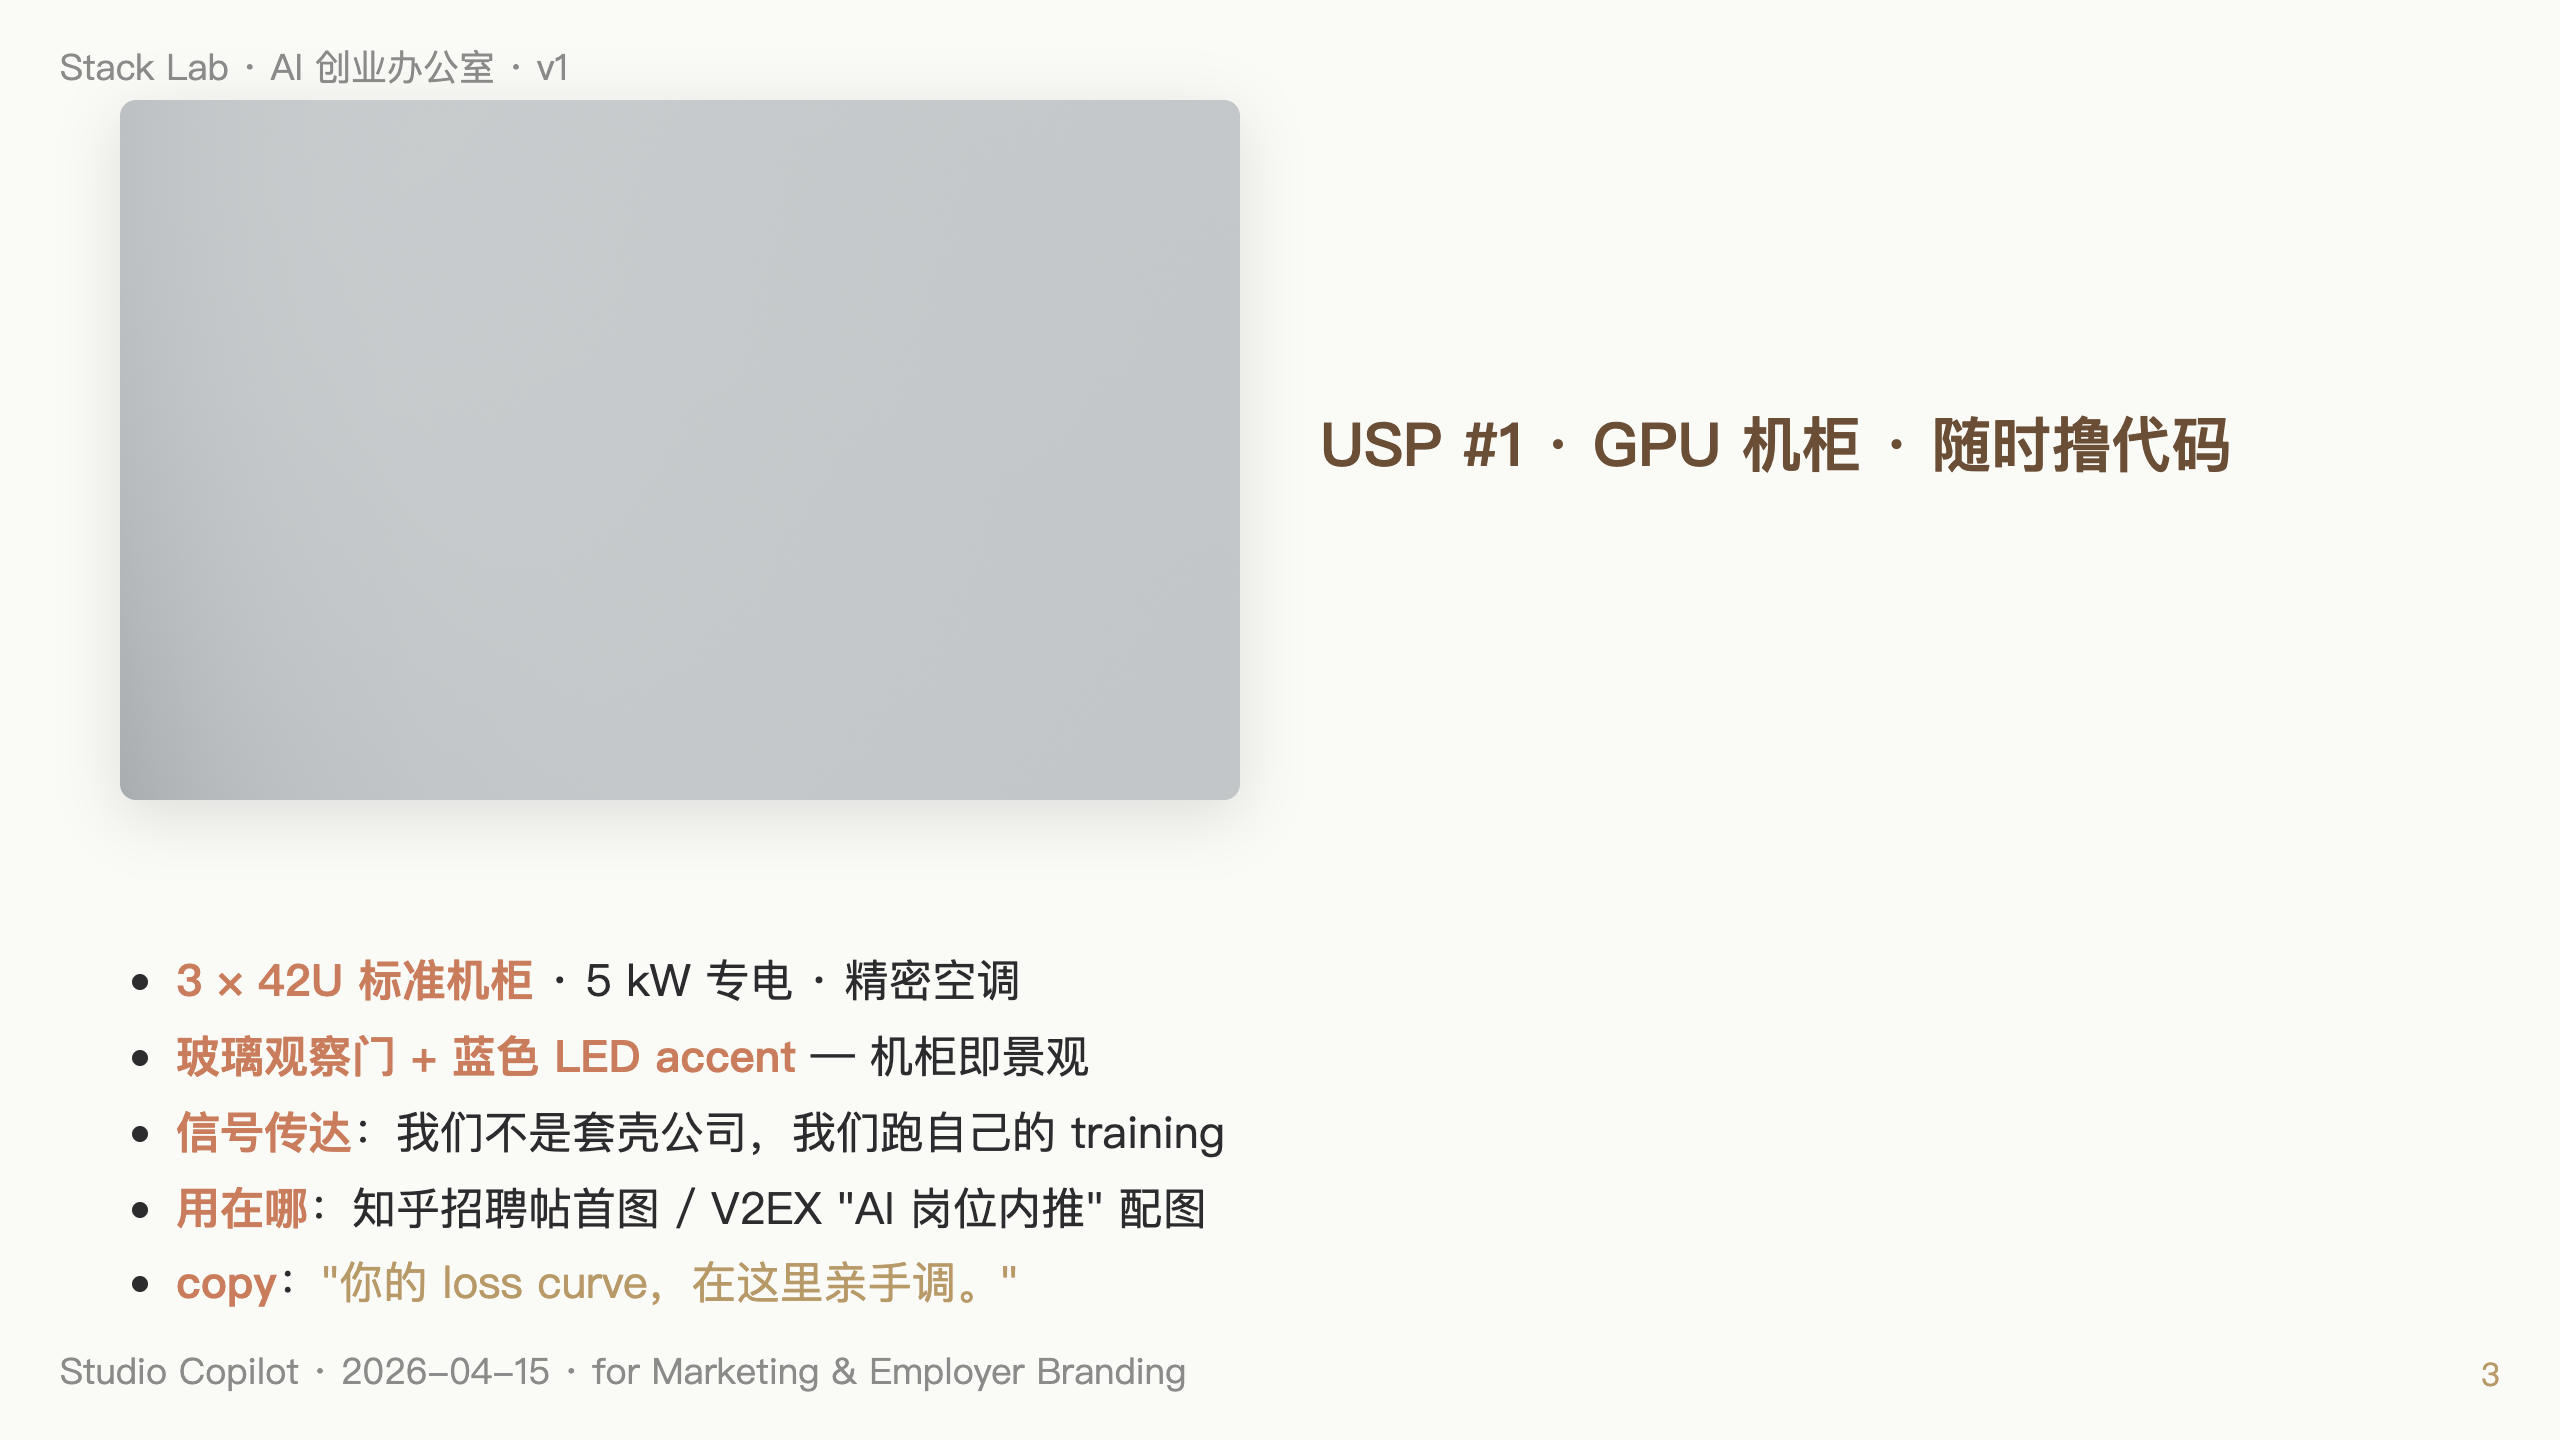 Stack Lab · AI 创业办公室 · v1
USP #1 · GPU 机柜 · 随时撸代码
• 3 × 42U 标准机柜 · 5 kW 专电 · 精密空调
• 玻璃观察门 + 蓝色 LED accent — 机柜即景观
• 信号传达：我们不是套壳公司，我们跑自己的 training
• 用在哪：知乎招聘帖首图 / V2EX "AI 岗位内推" 配图
• copy："你的 loss curve，在这里亲手调。"
Studio Copilot · 2026-04-15 · for Marketing & Employer Branding
3